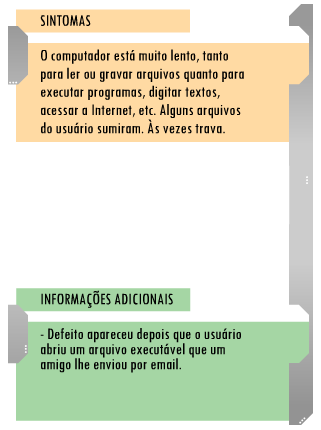 SINTOMAS
O computador está muito lento, tanto
para ler ou gravar arquivos quanto para
executar programas, digitar textos,
acessar a Internet, etc. Alguns arquivos
do usuário sumiram. Às vezes trava.
INFORMAÇÕES ADICIONAIS
- Defeito apareceu depois que o usuário
abriu um arquivo executável que um
amigo lhe enviou por email.